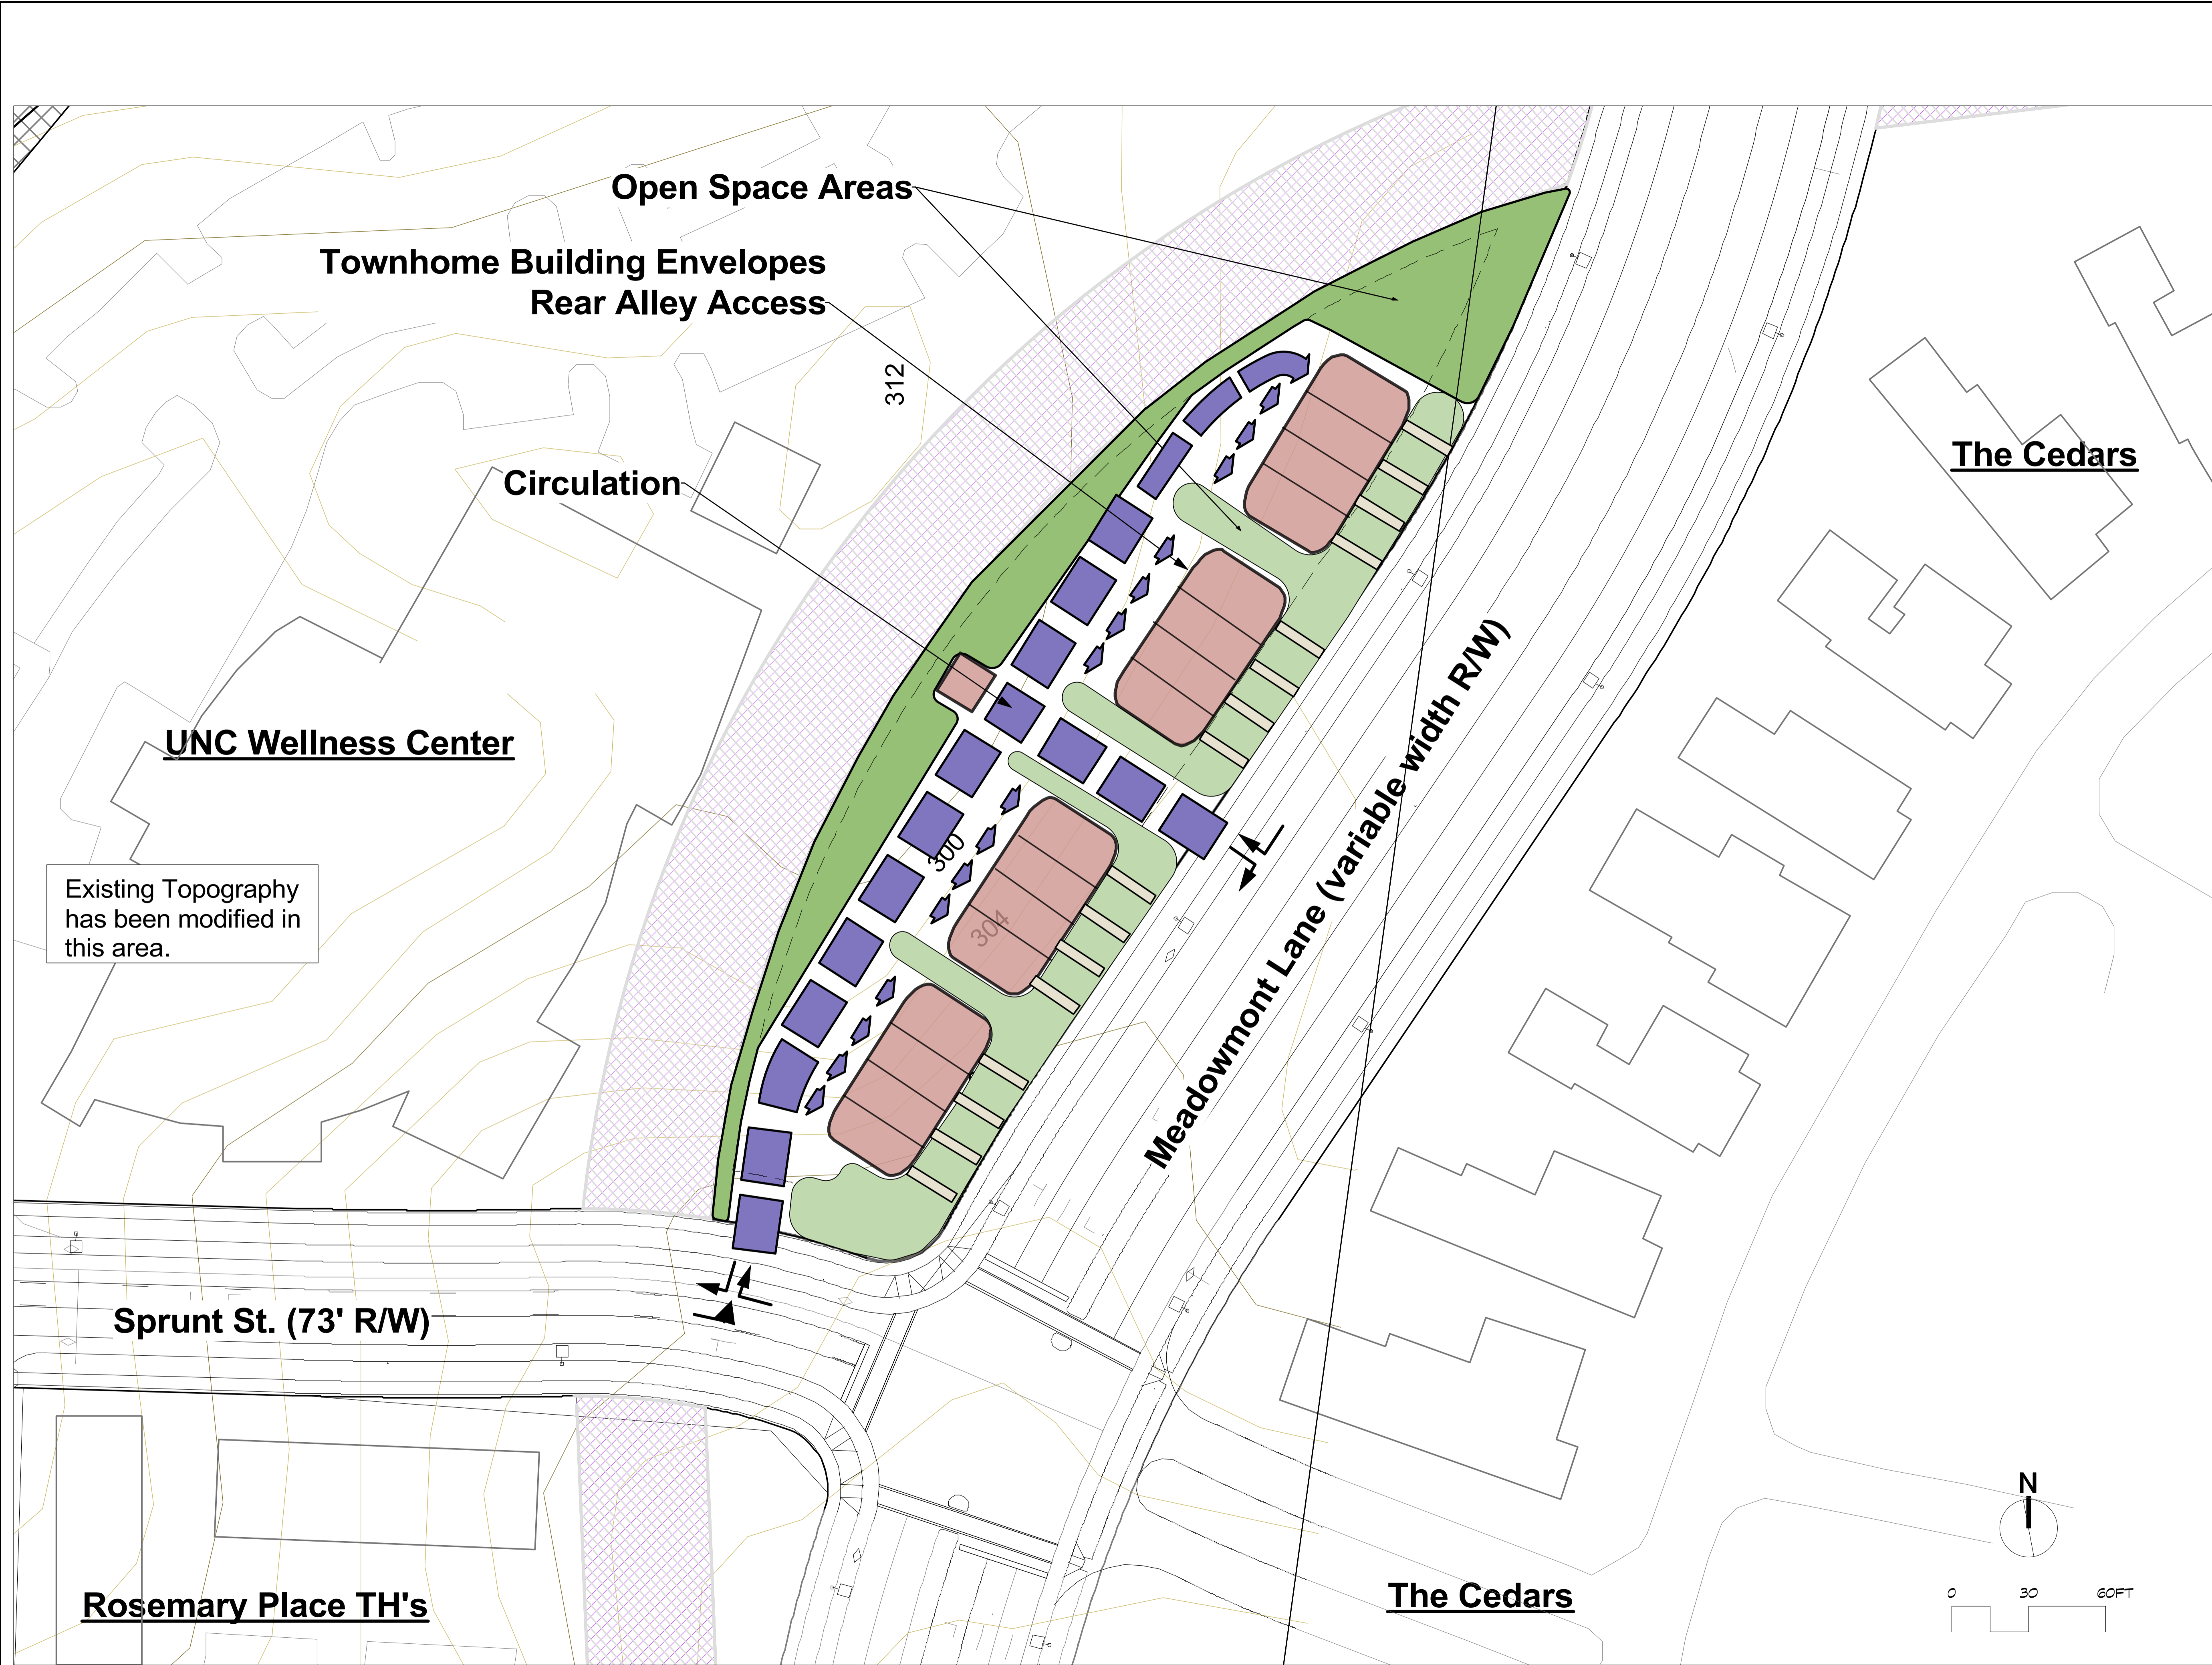 Open Space Areas
Townhome Building Envelopes
Rear Alley Access
312
Circulation
The Cedars
UNC Wellness Center
300
304
Existing Topography
has been modified in
this area.
Meadowmont Lane (variable width R/W)
Sprunt St. (73' R/W)
Rosemary Place TH's
The Cedars
N
0 30 60FT